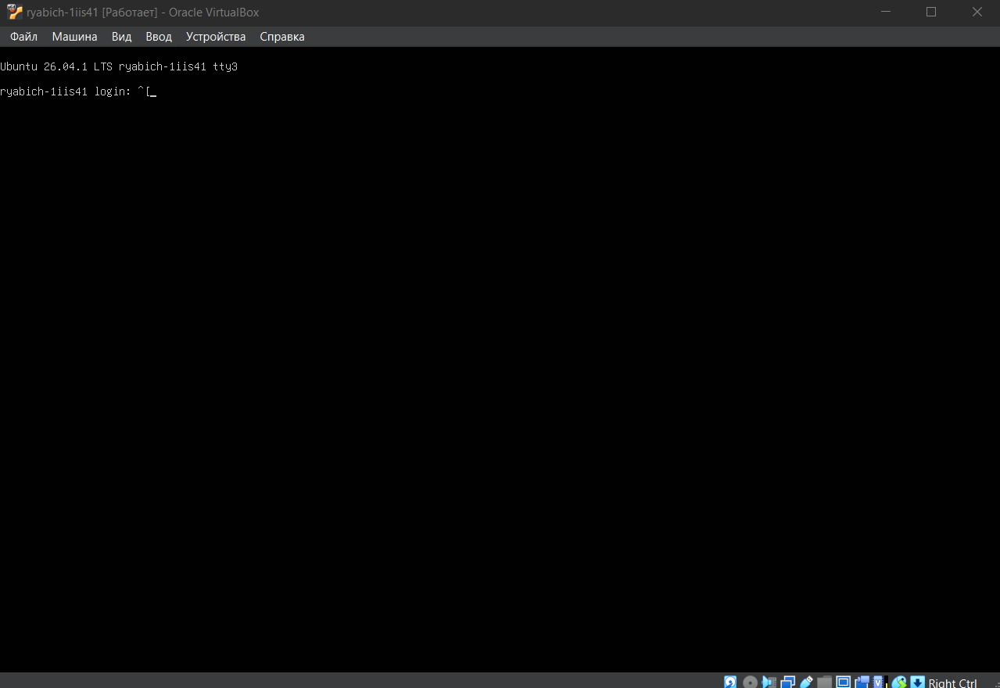 ryabich-1iis41 [Работает] - Oracle VirtualBox
Файл Машина Вид Ввод Устройства Справка
Ubuntu 26.04.1 LTS ryabich-1iis41 tty3
ryabich-1iis41 login: ^[_
Right Ctrl